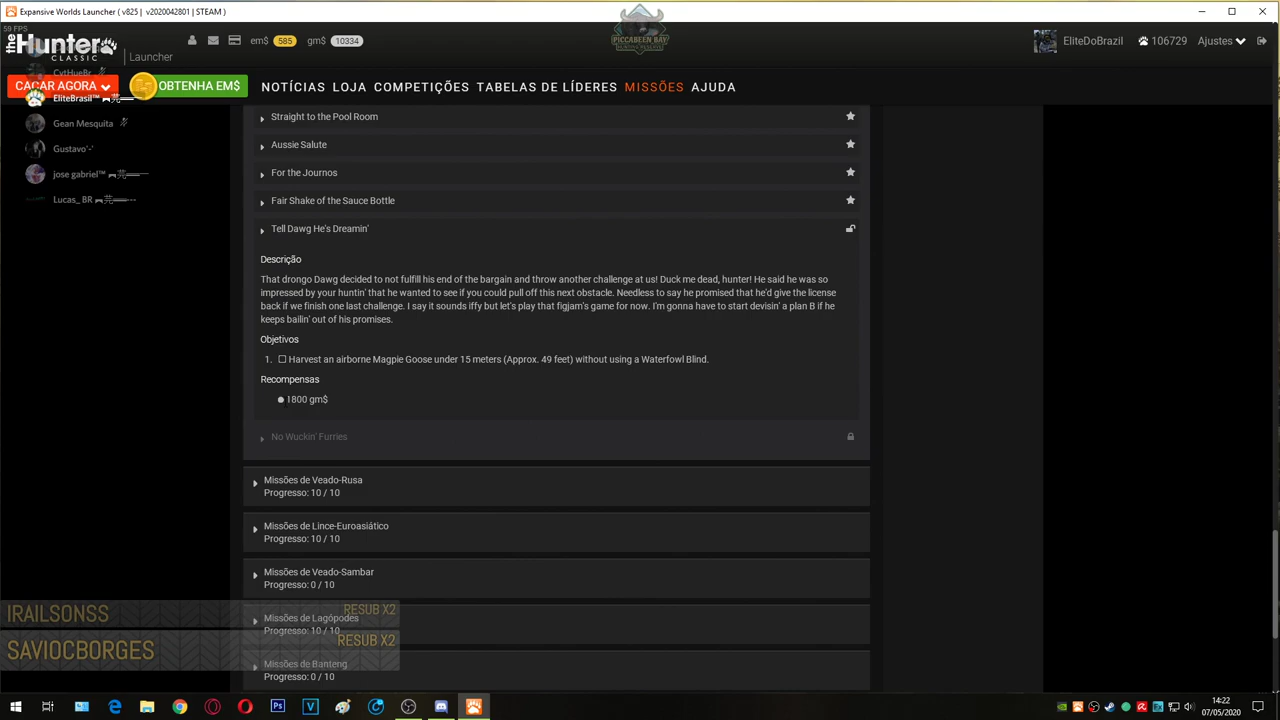 Expansive Worlds Launcher ( v825 | v2020042801 | STEAM )
59 FPS
PICCABEEN BAY
HUNTING RESERVE
theHunter
CLASSIC
Launcher
em$ 585
gm$ 10334
EliteDoBrazil
106729
Ajustes
CAÇAR AGORA
OBTENHA EM$
NOTÍCIAS LOJA COMPETIÇÕES TABELAS DE LÍDERES MISSÕES AJUDA
CvtHueBr
EliteBrasil™
Gean Mesquita
Gustavo'-'
jose gabriel™
Lucas_ BR
Straight to the Pool Room
Aussie Salute
For the Journos
Fair Shake of the Sauce Bottle
Tell Dawg He's Dreamin'
Descrição
That drongo Dawg decided to not fulfill his end of the bargain and throw another challenge at us! Duck me dead, hunter! He said he was so
impressed by your huntin' that he wanted to see if you could pull off this next obstacle. Needless to say he promised that he'd give the license
back if we finish one last challenge. I say it sounds iffy but let's play that figjam's game for now. I'm gonna have to start devisin' a plan B if he
keeps bailin' out of his promises.
Objetivos
1. Harvest an airborne Magpie Goose under 15 meters (Approx. 49 feet) without using a Waterfowl Blind.
Recompensas
1800 gm$
No Wuckin' Furries
Missões de Veado-Rusa
Progresso: 10 / 10
Missões de Lince-Euroasiático
Progresso: 10 / 10
Missões de Veado-Sambar
Progresso: 0 / 10
Missões de Lagópodes
Progresso: 10 / 10
Missões de Banteng
Progresso: 0 / 10
IRAILSONSS
RESUB X2
SAVIOCBORGES
RESUB X2
14:22
07/05/2020